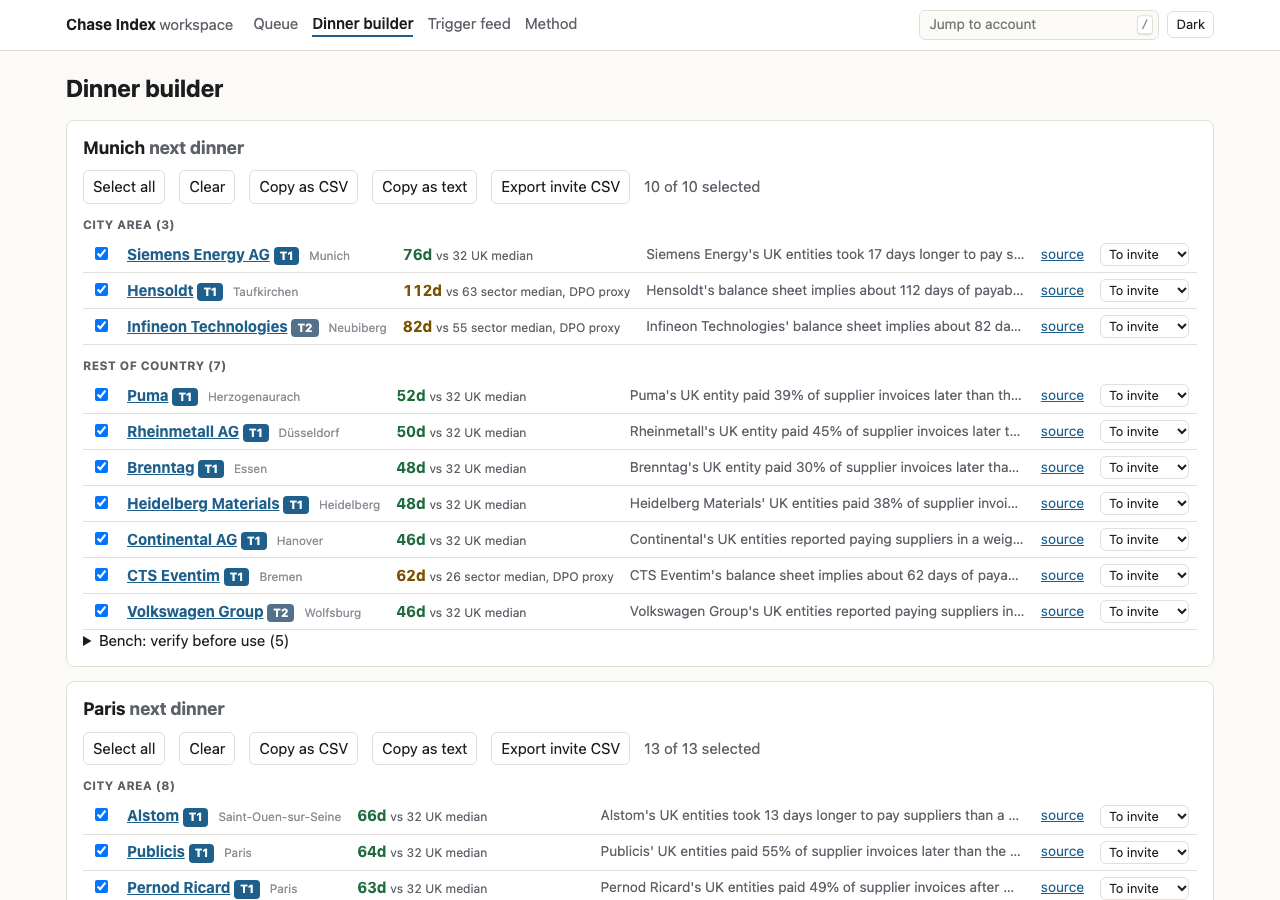 Chase Index workspace Queue Dinner builder Trigger feed Method Jump to account / Dark
Dinner builder
Munich next dinner
Select all Clear Copy as CSV Copy as text Export invite CSV 10 of 10 selected
CITY AREA (3)
Siemens Energy AG T1 Munich 76d vs 32 UK median Siemens Energy's UK entities took 17 days longer to pay s... source To invite
Hensoldt T1 Taufkirchen 112d vs 63 sector median, DPO proxy Hensoldt's balance sheet implies about 112 days of payab... source To invite
Infineon Technologies T2 Neubiberg 82d vs 55 sector median, DPO proxy Infineon Technologies' balance sheet implies about 82 da... source To invite
REST OF COUNTRY (7)
Puma T1 Herzogenaurach 52d vs 32 UK median Puma's UK entity paid 39% of supplier invoices later than th... source To invite
Rheinmetall AG T1 Düsseldorf 50d vs 32 UK median Rheinmetall's UK entity paid 45% of supplier invoices later t... source To invite
Brenntag T1 Essen 48d vs 32 UK median Brenntag's UK entity paid 30% of supplier invoices later tha... source To invite
Heidelberg Materials T1 Heidelberg 48d vs 32 UK median Heidelberg Materials' UK entities paid 38% of supplier invoi... source To invite
Continental AG T1 Hanover 46d vs 32 UK median Continental's UK entities reported paying suppliers in a weig... source To invite
CTS Eventim T1 Bremen 62d vs 26 sector median, DPO proxy CTS Eventim's balance sheet implies about 62 days of paya... source To invite
Volkswagen Group T2 Wolfsburg 46d vs 32 UK median Volkswagen Group's UK entities reported paying suppliers in... source To invite
Bench: verify before use (5)
Paris next dinner
Select all Clear Copy as CSV Copy as text Export invite CSV 13 of 13 selected
CITY AREA (8)
Alstom T1 Saint-Ouen-sur-Seine 66d vs 32 UK median Alstom's UK entities took 13 days longer to pay suppliers than a ... source To invite
Publicis T1 Paris 64d vs 32 UK median Publicis' UK entities paid 55% of supplier invoices later than the ... source To invite
Pernod Ricard T1 Paris 63d vs 32 UK median Pernod Ricard's UK entities paid 49% of supplier invoices after ... source To invite